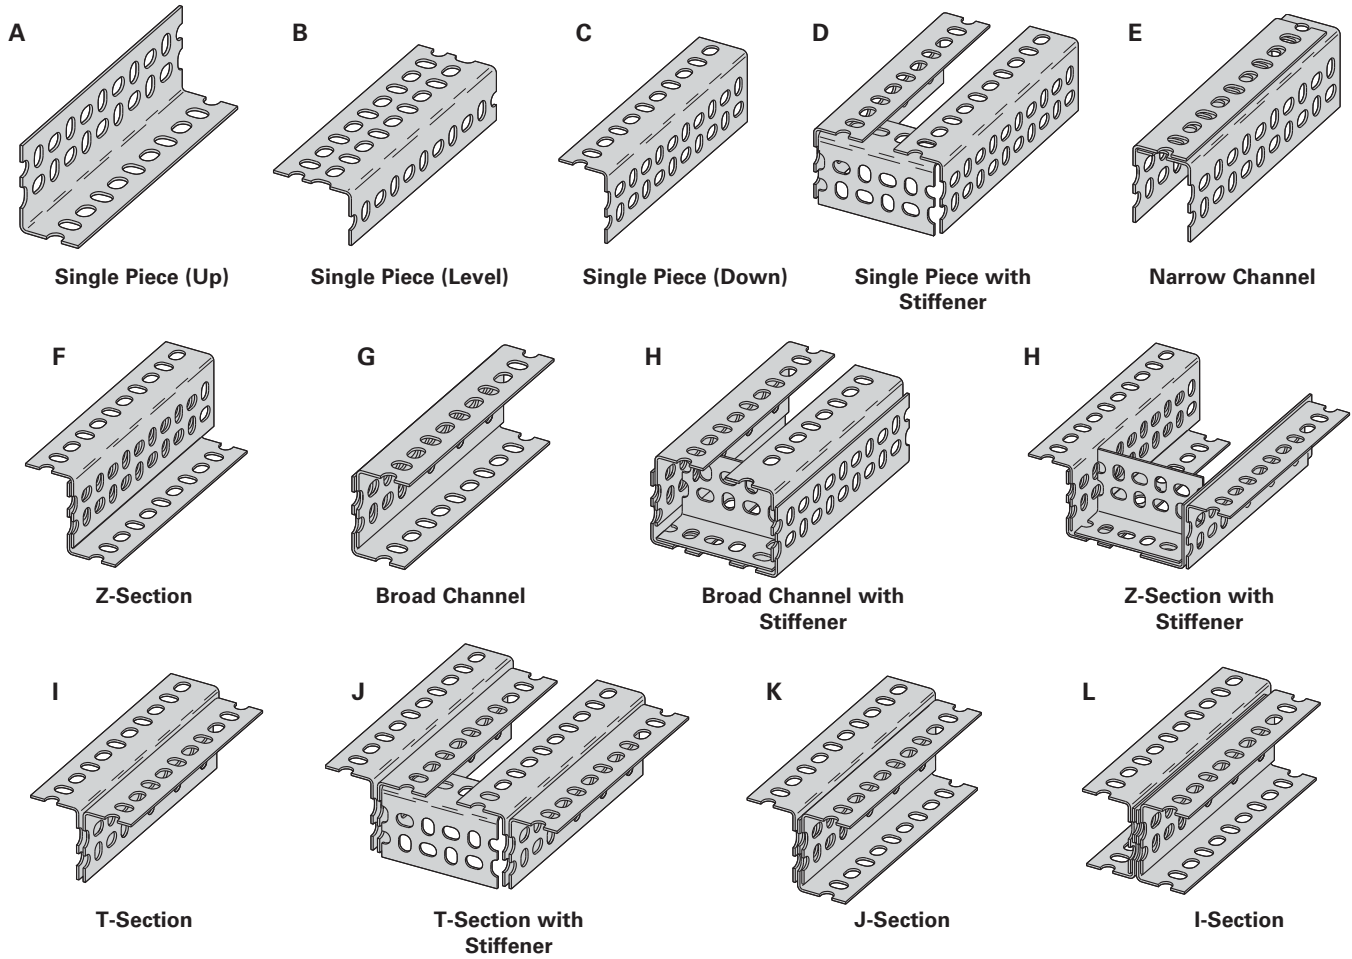 A
B
C
D
E
Single Piece (Up)
Single Piece (Level)
Single Piece (Down)
Single Piece with
Stiffener
Narrow Channel
F
G
H
H
Z-Section
Broad Channel
Broad Channel with
Stiffener
Z-Section with
Stiffener
I
J
K
L
T-Section
T-Section with
Stiffener
J-Section
I-Section